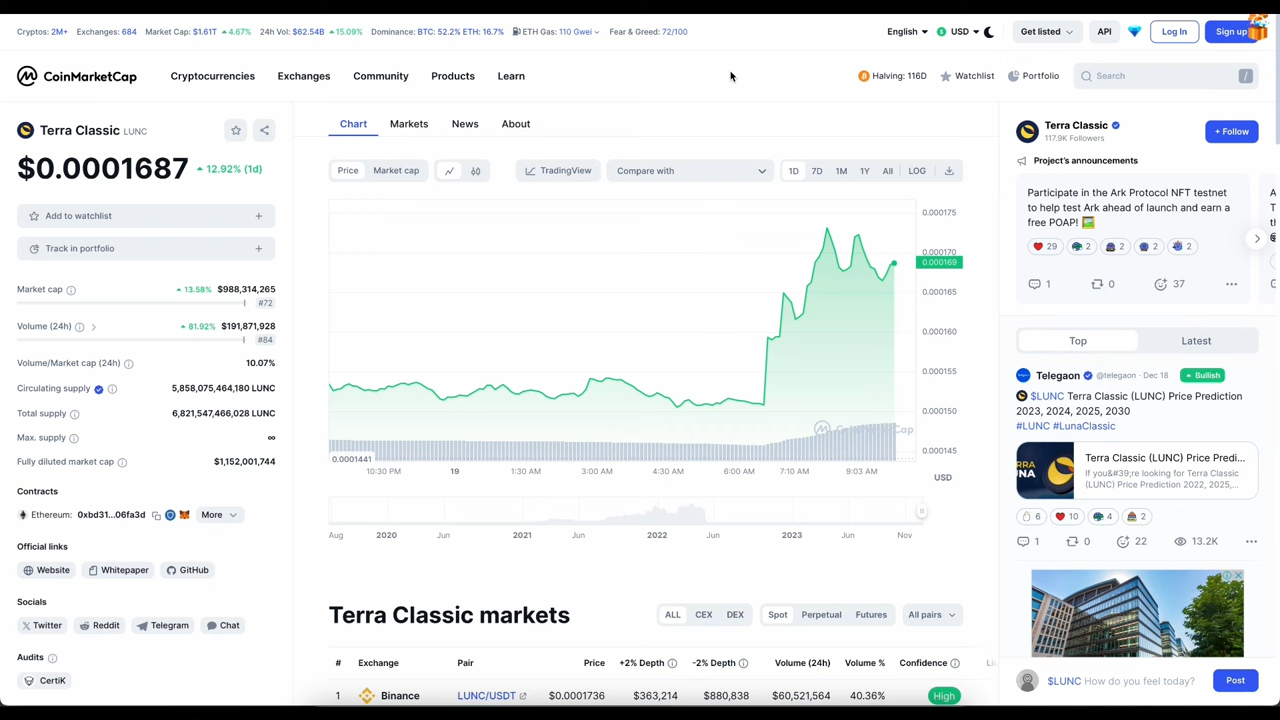 Cryptos: 2M+ Exchanges: 684 Market Cap: $1.61T 4.67% 24h Vol: $62.54B 15.09% Dominance: BTC: 52.2% ETH: 16.7% ETH Gas: 110 Gwei Fear & Greed: 72/100
English USD Get listed API Log In Sign up
CoinMarketCap Cryptocurrencies Exchanges Community Products Learn
Halving: 116D Watchlist Portfolio Search /
Terra Classic LUNC
$0.0001687 12.92% (1d)
Add to watchlist +
Track in portfolio +
Market cap 13.58% $988,314,265
#72
Volume (24h) 81.92% $191,871,928
#84
Volume/Market cap (24h) 10.07%
Circulating supply 5,858,075,464,180 LUNC
Total supply 6,821,547,466,028 LUNC
Max. supply ∞
Fully diluted market cap $1,152,001,744
Contracts
Ethereum: 0xbd31...06fa3d More
Official links
Website Whitepaper GitHub
Socials
Twitter Reddit Telegram Chat
Audits
CertiK
Chart Markets News About
Price Market cap TradingView Compare with 1D 7D 1M 1Y All LOG
0.000175
0.000170
0.000169
0.000165
0.000160
0.000155
0.000150
0.000145
0.0001441
10:30 PM 19 1:30 AM 3:00 AM 4:30 AM 6:00 AM 7:10 AM 9:03 AM
USD
Aug 2020 Jun 2021 Jun 2022 Jun 2023 Jun Nov
Terra Classic markets
ALL CEX DEX Spot Perpetual Futures All pairs
# Exchange Pair Price +2% Depth -2% Depth Volume (24h) Volume % Confidence
1 Binance LUNC/USDT $0.0001736 $363,214 $880,838 $60,521,564 40.36% High
Terra Classic
117.9K Followers
+ Follow
Project's announcements
Participate in the Ark Protocol NFT testnet
to help test Ark ahead of launch and earn a
free POAP!
29 2 2 2 2
1 0 37
Top Latest
Telegaon @telegaon · Dec 18 Bullish
$LUNC Terra Classic (LUNC) Price Prediction
2023, 2024, 2025, 2030
#LUNC #LunaClassic
Terra Classic (LUNC) Price Predi...
If you&#39;re looking for Terra Classic
(LUNC) Price Prediction 2022, 2025,...
6 10 4 2
1 0 22 13.2K
$LUNC How do you feel today? Post